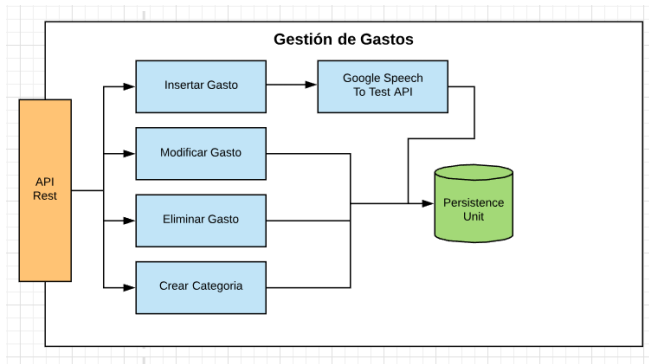 Gestión de Gastos
Insertar Gasto
Google Speech
To Test API
Modificar Gasto
API
Rest
Persistence
Unit
Eliminar Gasto
Crear Categoria